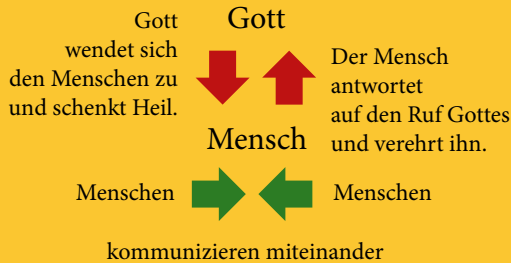 Gott
wendet sich
den Menschen zu
und schenkt Heil.
Gott
Der Mensch
antwortet
auf den Ruf Gottes
und verehrt ihn.
Mensch
Menschen
Menschen
kommunizieren miteinander